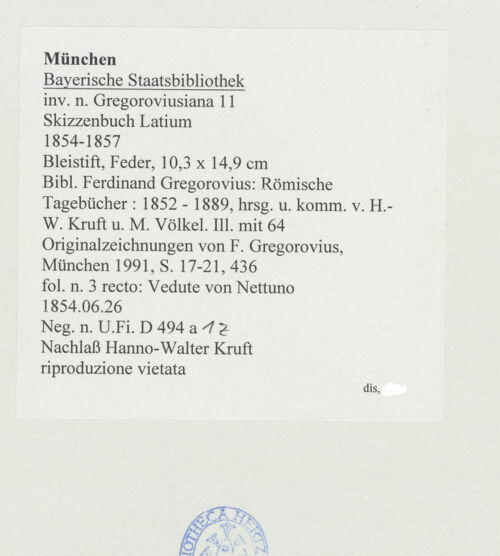 München
Bayerische Staatsbibliothek
inv. n. Gregoroviusiana 11
Skizzenbuch Latium
1854-1857
Bleistift, Feder, 10,3 x 14,9 cm
Bibl. Ferdinand Gregorovius: Römische
Tagebücher : 1852 - 1889, hrsg. u. komm. v. H.-
W. Kruft u. M. Völkel. Ill. mit 64
Originalzeichnungen von F. Gregorovius,
München 1991, S. 17-21, 436
fol. n. 3 recto: Vedute von Nettuno
1854.06.26
Neg. n. U.Fi. D 494 a 12
Nachlaß Hanno-Walter Kruft
riproduzione vietata
dis,
IOTHECA HERTZ